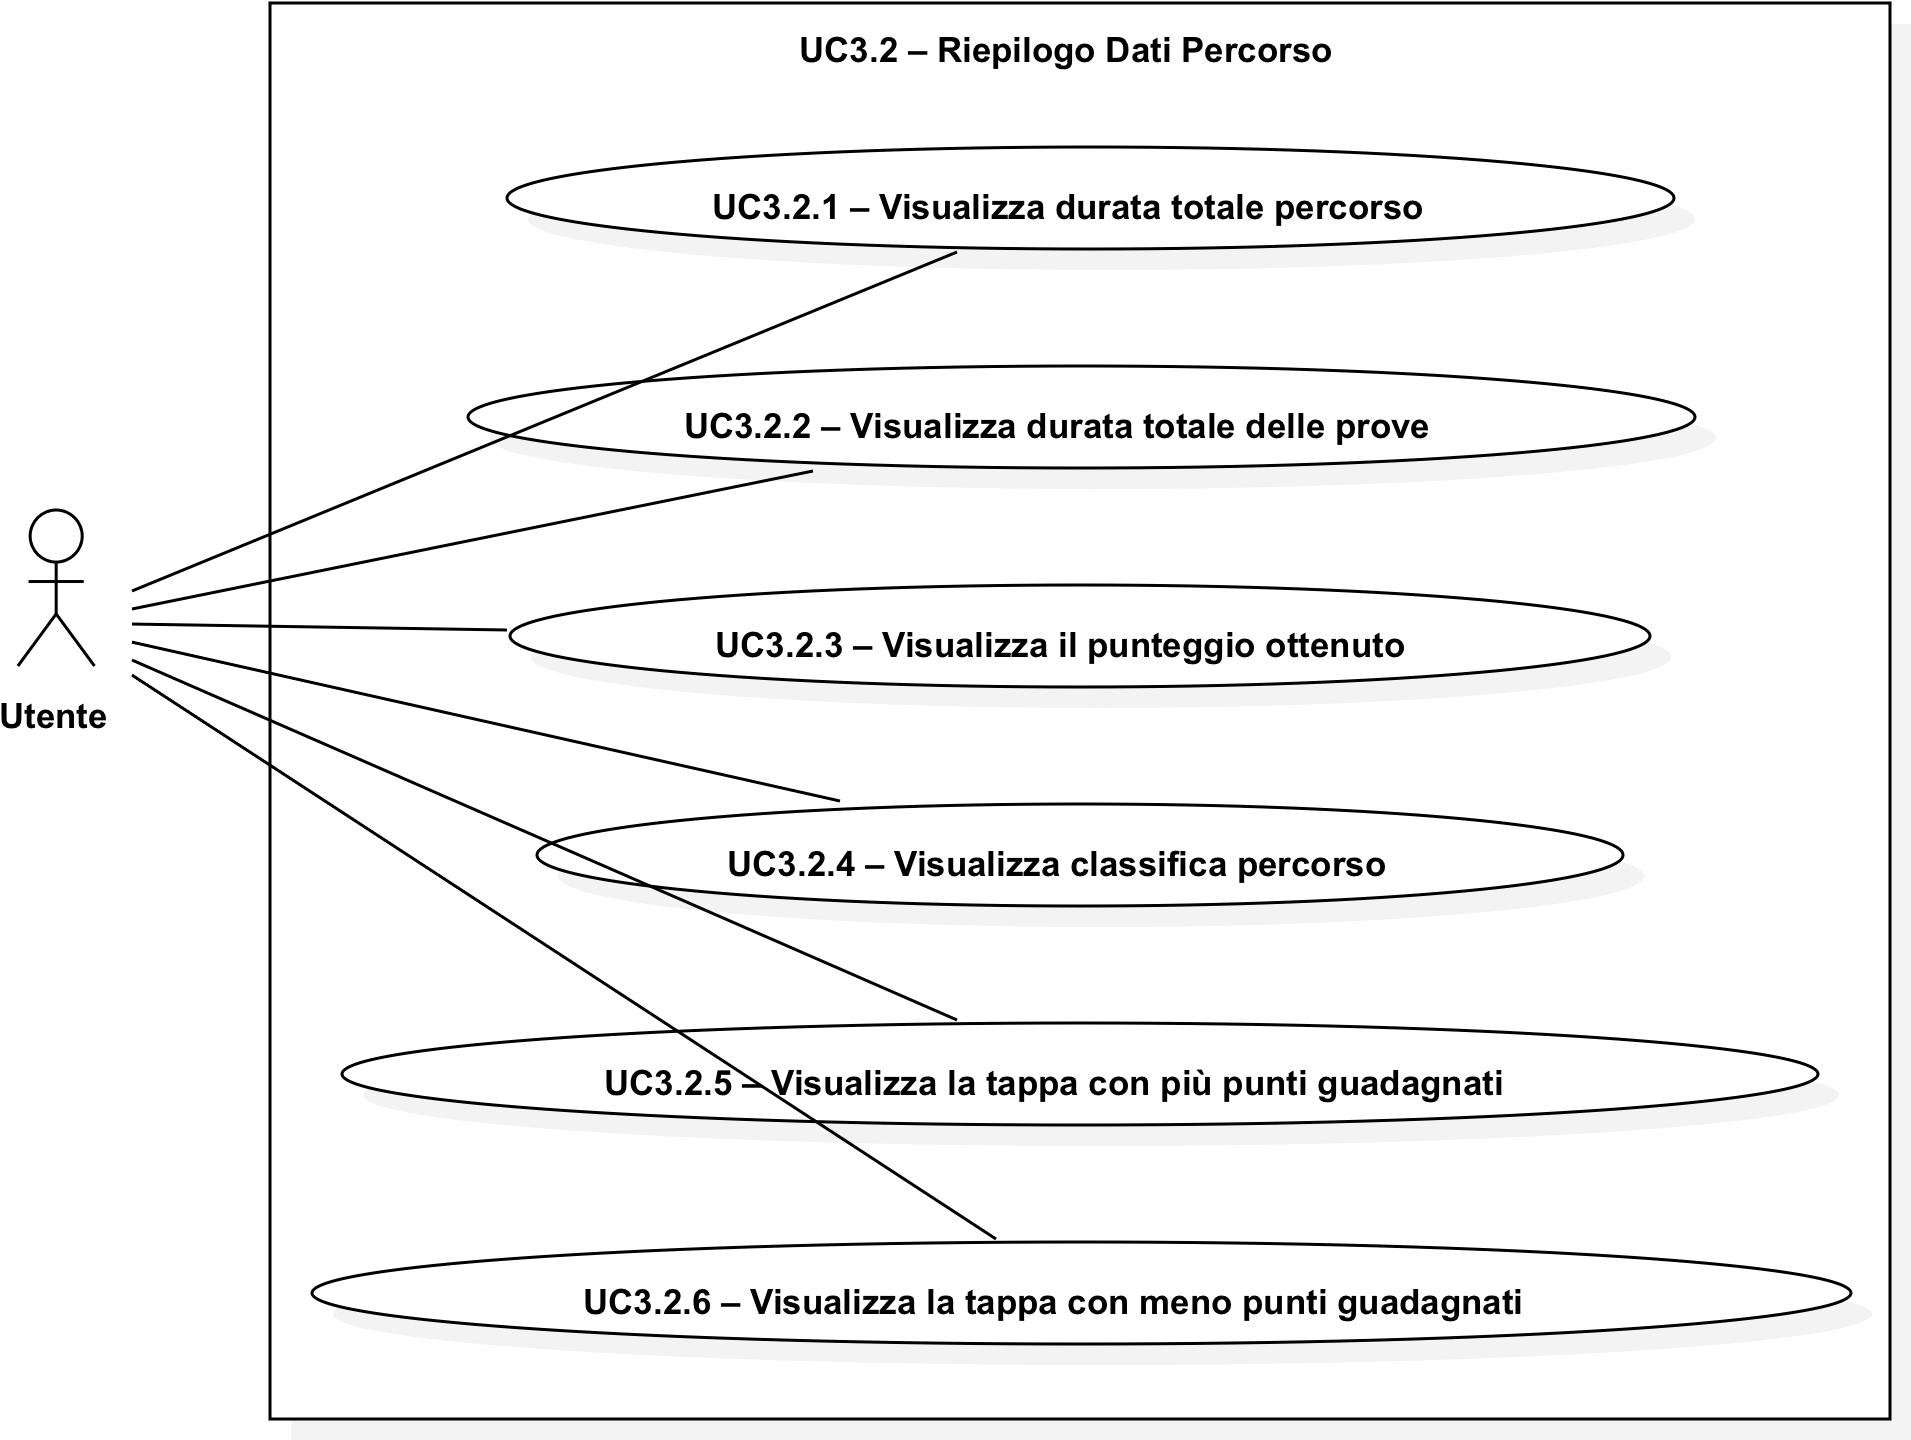 UC3.2 – Riepilogo Dati Percorso
UC3.2.1 – Visualizza durata totale percorso
UC3.2.2 – Visualizza durata totale delle prove
UC3.2.3 – Visualizza il punteggio ottenuto
Utente
UC3.2.4 – Visualizza classifica percorso
UC3.2.5 – Visualizza la tappa con più punti guadagnati
UC3.2.6 – Visualizza la tappa con meno punti guadagnati